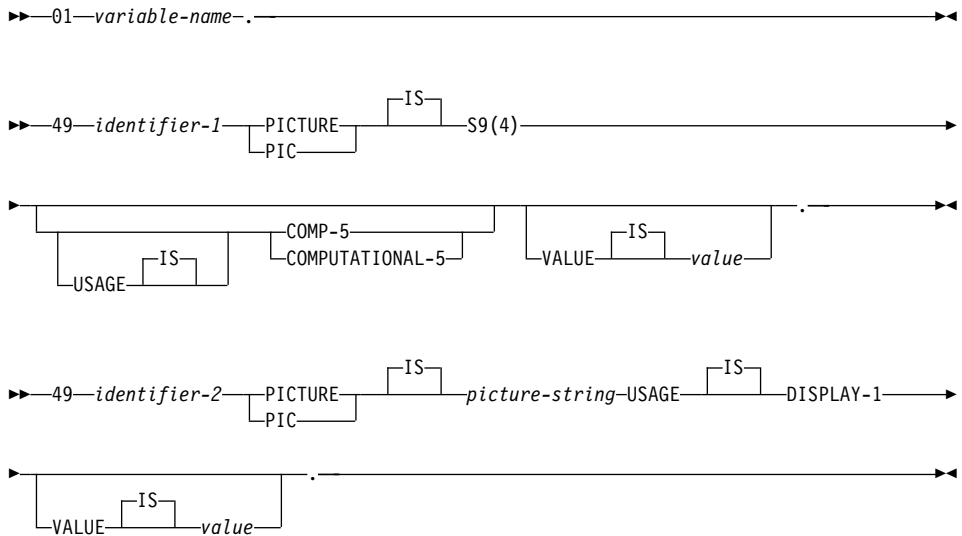 01 variable-name .
IS
49 identifier-1 PICTURE S9(4)
PIC
COMP-5 .
IS COMPUTATIONAL-5 IS
USAGE VALUE value
IS IS
49 identifier-2 PICTURE picture-string USAGE DISPLAY-1
PIC
.
IS
VALUE value